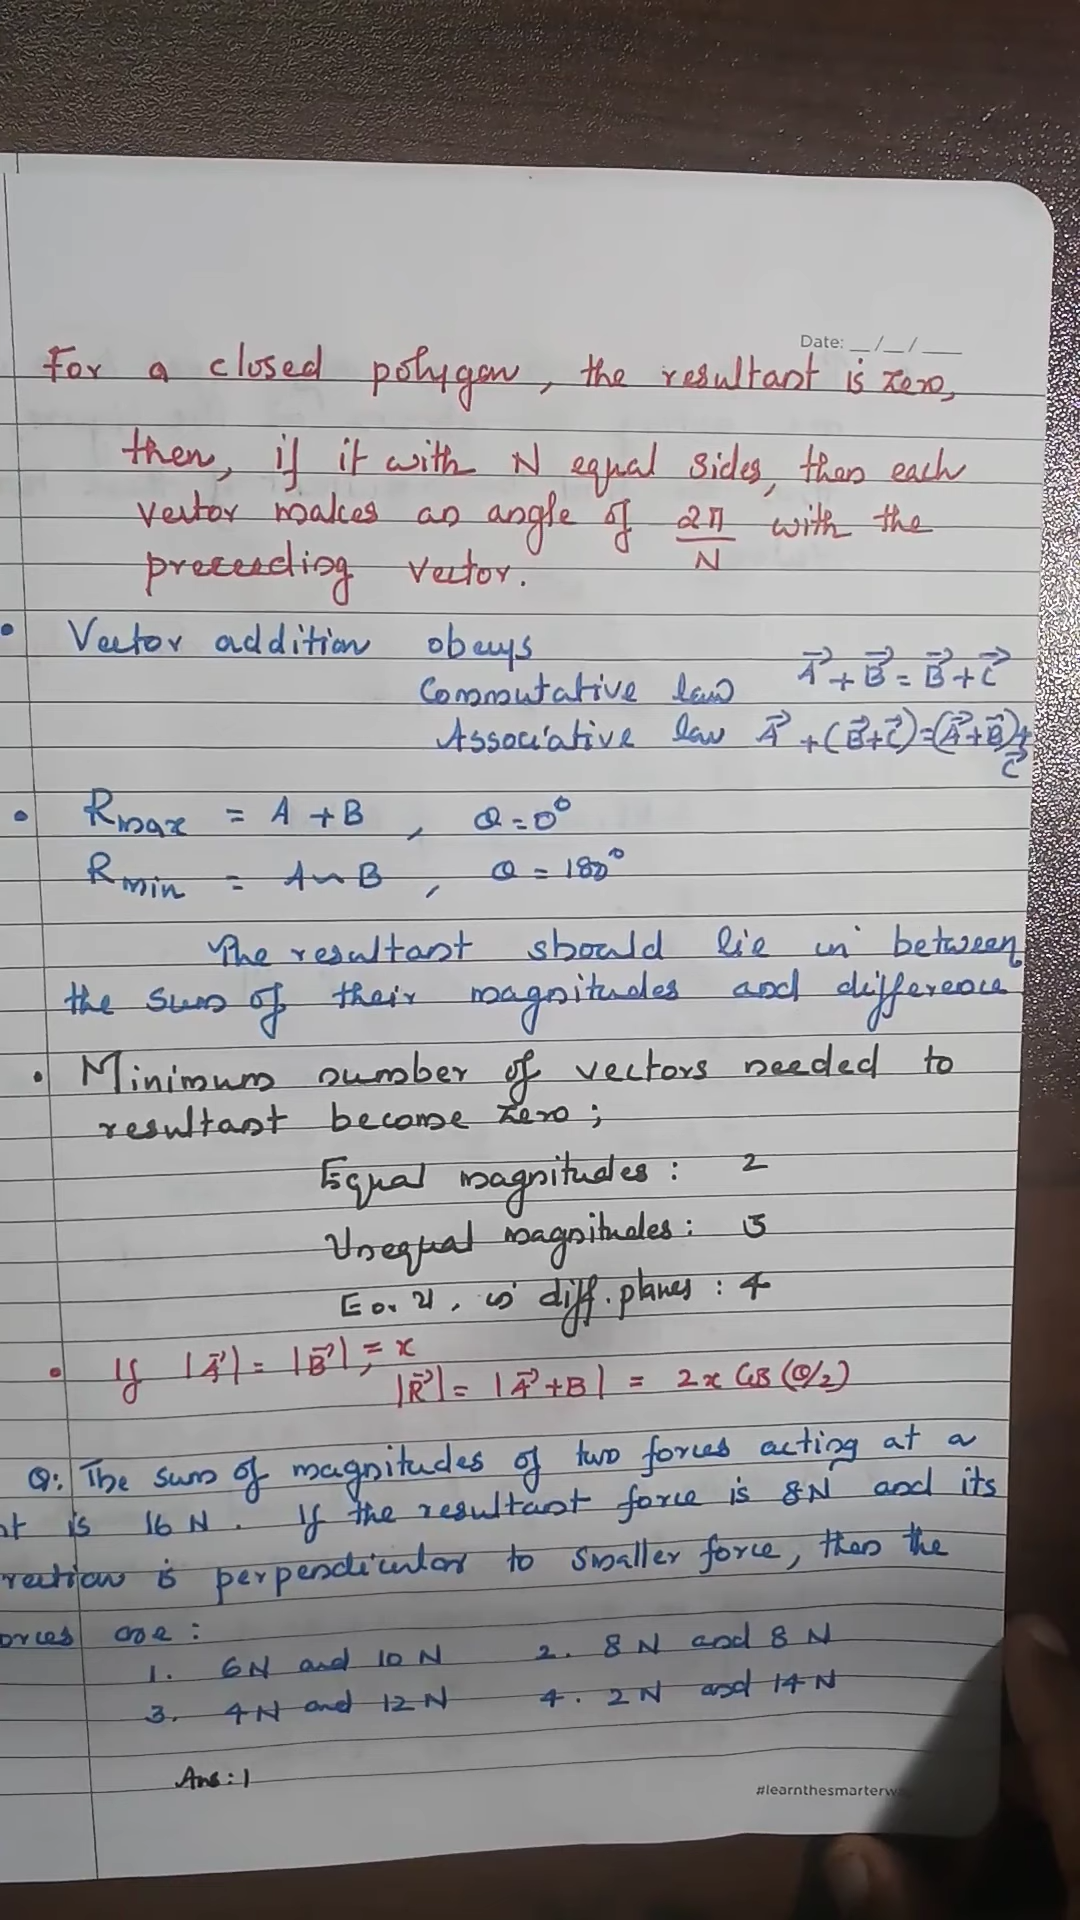 Date: _/_/__
For a closed polygon, the resultant is zero,
then, if it with N equal sides, then each
vector makes an angle of 2π/N with the
preceeding vector.
• Vector addition obeys
Commutative law A⃗ + B⃗ = B⃗ + C⃗
Associative law A⃗ + (B⃗+C⃗) = (A⃗+B⃗)+
C⃗
• Rmax = A + B , θ = 0°
Rmin = A ~ B , θ = 180°
The resultant should lie in between
the sum of their magnitudes and difference
• Minimum number of vectors needed to
resultant become zero ;
Equal magnitudes : 2
Unequal magnitudes : 3
E or U, in diff. planes : 4
• If |A⃗| = |B⃗| = x
|R⃗| = |A⃗+B| = 2x Cos (θ/2)
Q: The sum of magnitudes of two forces acting at a
nt is 16 N. If the resultant force is 8N and its
rection is perpendicular to smaller force, then the
orces are :
1. 6N and 10 N 2. 8 N and 8 N
3. 4N and 12 N 4. 2 N and 14 N
Ans : 1
#learnthesmarterw